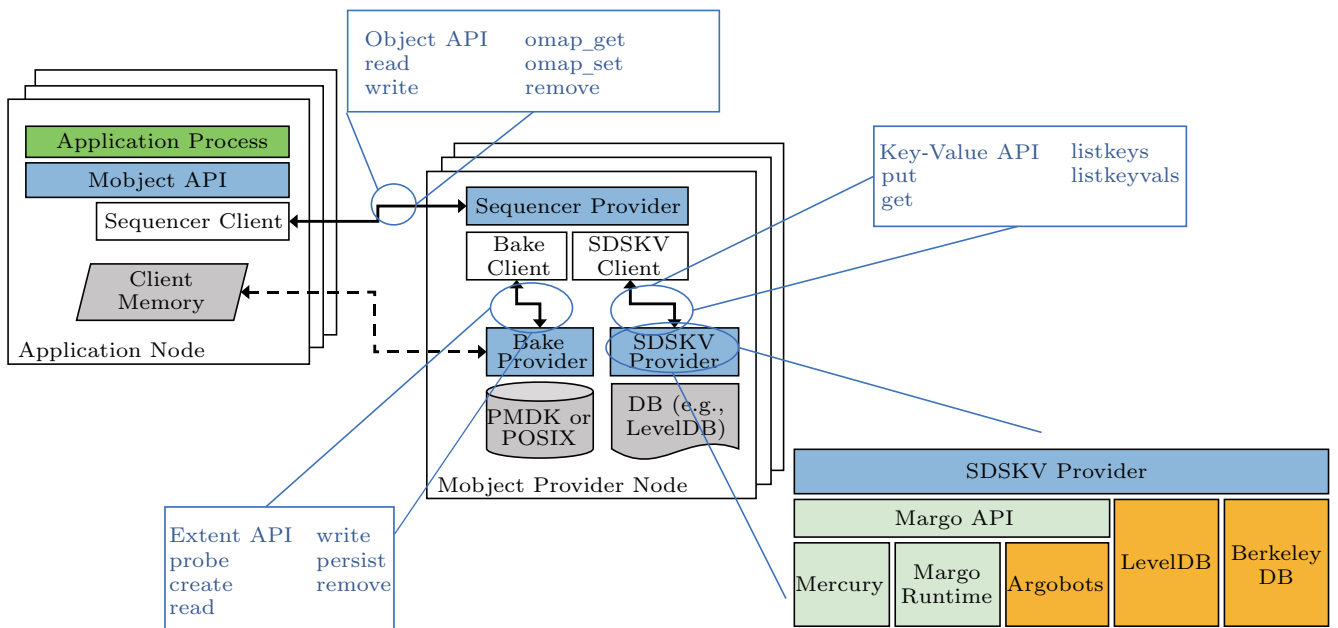 Object API omap_get
read omap_set
write remove
Application Process
Mobject API
Sequencer Client
Client
Memory
Application Node
Sequencer Provider
Bake
Client
SDSKV
Client
Bake
Provider
SDSKV
Provider
PMDK or
POSIX
DB (e.g.,
LevelDB)
Mobject Provider Node
Key-Value API listkeys
put listkeyvals
get
Extent API write
probe persist
create remove
read
SDSKV Provider
Margo API
Mercury
Margo
Runtime
Argobots
LevelDB
Berkeley
DB